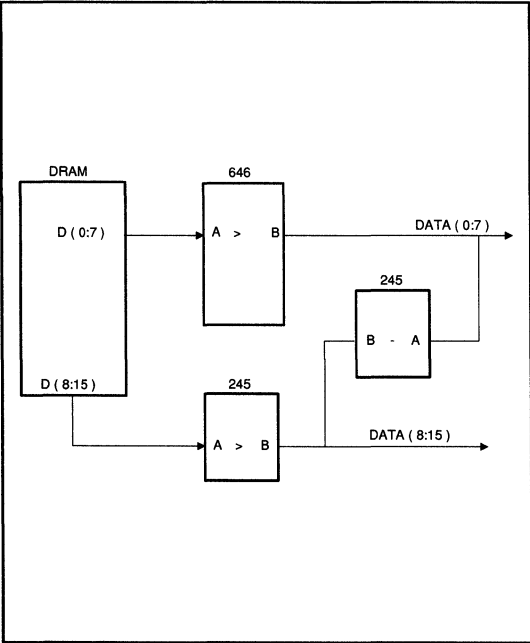 DRAM
646
D ( 0:7 )
A > B
DATA ( 0:7 )
245
B - A
D ( 8:15 )
245
A > B
DATA ( 8:15 )